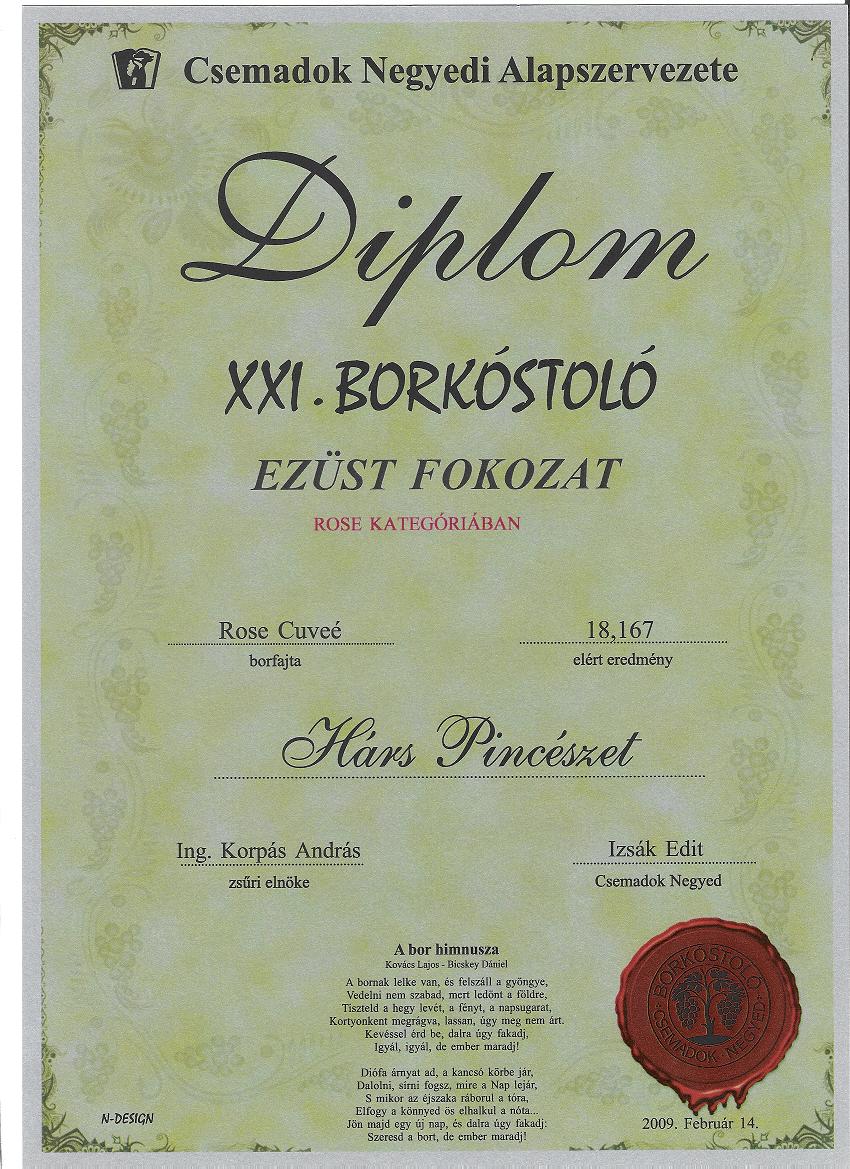 Csemadok Negyedi Alapszervezete
Diplom
XXI. BORKÓSTOLÓ
EZÜST FOKOZAT
ROSE KATEGÓRIÁBAN
Rose Cuveé 18,167
borfajta elért eredmény
Hárs Pincészet
Ing. Korpás András Izsák Edit
zsűri elnöke Csemadok Negyed
A bor himnusza
Kovács Lajos - Bicskey Dániel
A bornak lelke van, és felszáll a gyöngye,
Vedelni nem szabad, mert ledönt a földre,
Tiszteld a hegy levét, a fényt, a napsugarat,
Kortyonkent megrágva, lassan, úgy meg nem árt.
Kevéssel érd be, dalra úgy fakadj,
Igyál, igyál, de ember maradj!
Diófa árnyat ad, a kancsó körbe jár,
Dalolni, sírni fogsz, mire a Nap lejár,
S mikor az éjszaka ráborul a tóra,
Elfogy a könnyed ös elhalkul a nóta...
Jön majd egy új nap, és dalra úgy fakadj:
Szeresd a bort, de ember maradj!
BORKÓSTOLÓ
CSEMADOK · NEGYED
N-DESIGN
2009. Február 14.